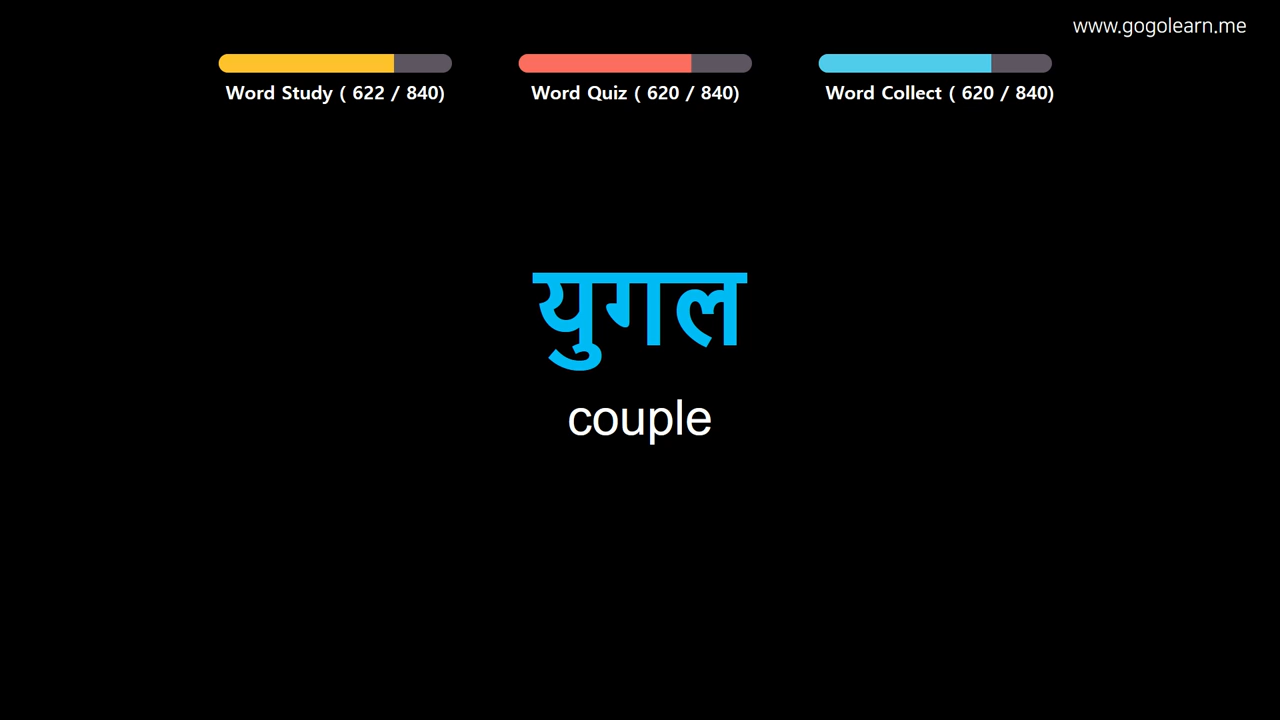 www.gogolearn.me
Word Study ( 622 / 840)
Word Quiz ( 620 / 840)
Word Collect ( 620 / 840)
युगल
couple